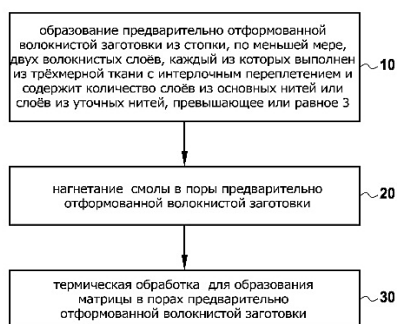 образование предварительно отформованной
волокнистой заготовки из стопки, по меньшей мере,
двух волокнистых слоёв, каждый из которых выполнен
из трёхмерной ткани с интерлочным переплетением и
содержит количество слоёв из основных нитей или
слоёв из уточных нитей, превышающее или равное 3
10
нагнетание смолы в поры предварительно
отформованной волокнистой заготовки
20
термическая обработка для образования
матрицы в порах предварительно
отформованной волокнистой заготовки
30